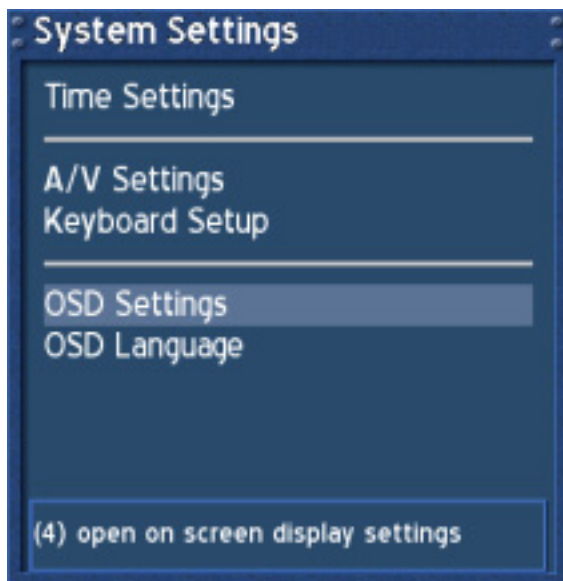 System Settings
Time Settings
A/V Settings
Keyboard Setup
OSD Settings
OSD Language
(4) open on screen display settings